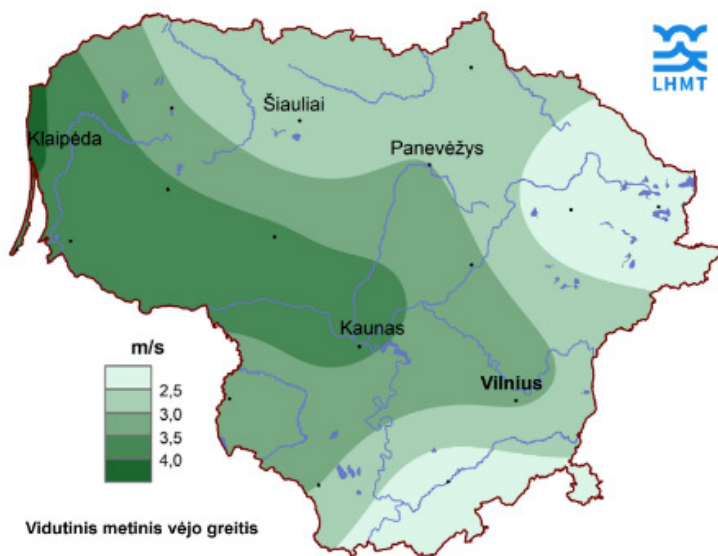 LHMT
Šiauliai
Klaipėda
Panevėžys
Kaunas
Vilnius
m/s
2,5
3,0
3,5
4,0
Vidutinis metinis vėjo greitis